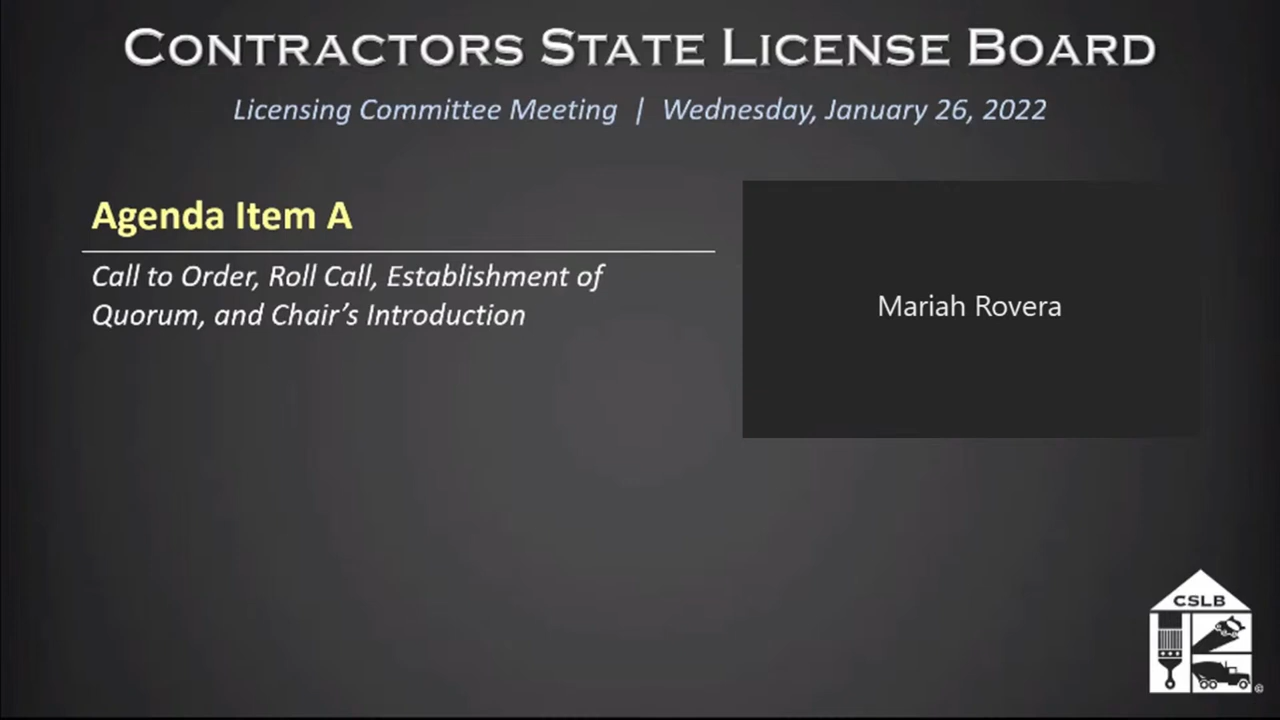 CONTRACTORS STATE LICENSE BOARD
Licensing Committee Meeting | Wednesday, January 26, 2022
Agenda Item A
Call to Order, Roll Call, Establishment of
Quorum, and Chair’s Introduction
Mariah Rovera
CSLB
©